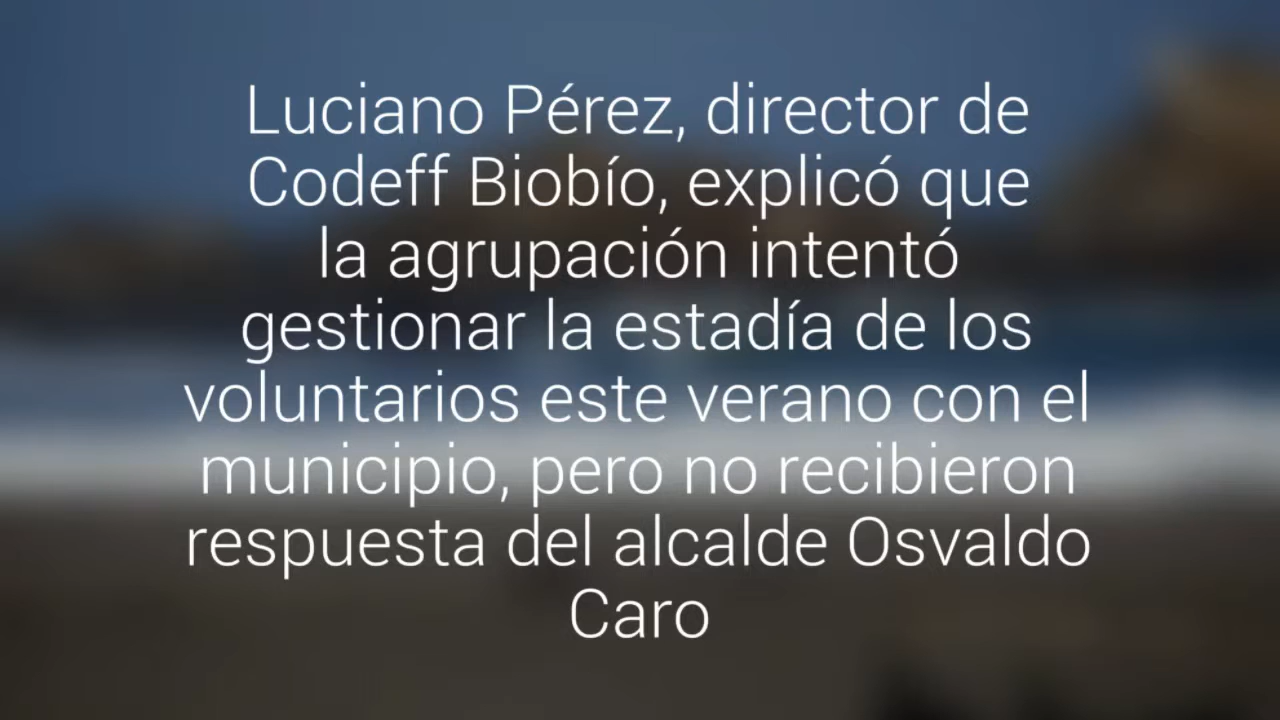 Luciano Pérez, director de
Codeff Biobío, explicó que
la agrupación intentó
gestionar la estadía de los
voluntarios este verano con el
municipio, pero no recibieron
respuesta del alcalde Osvaldo
Caro